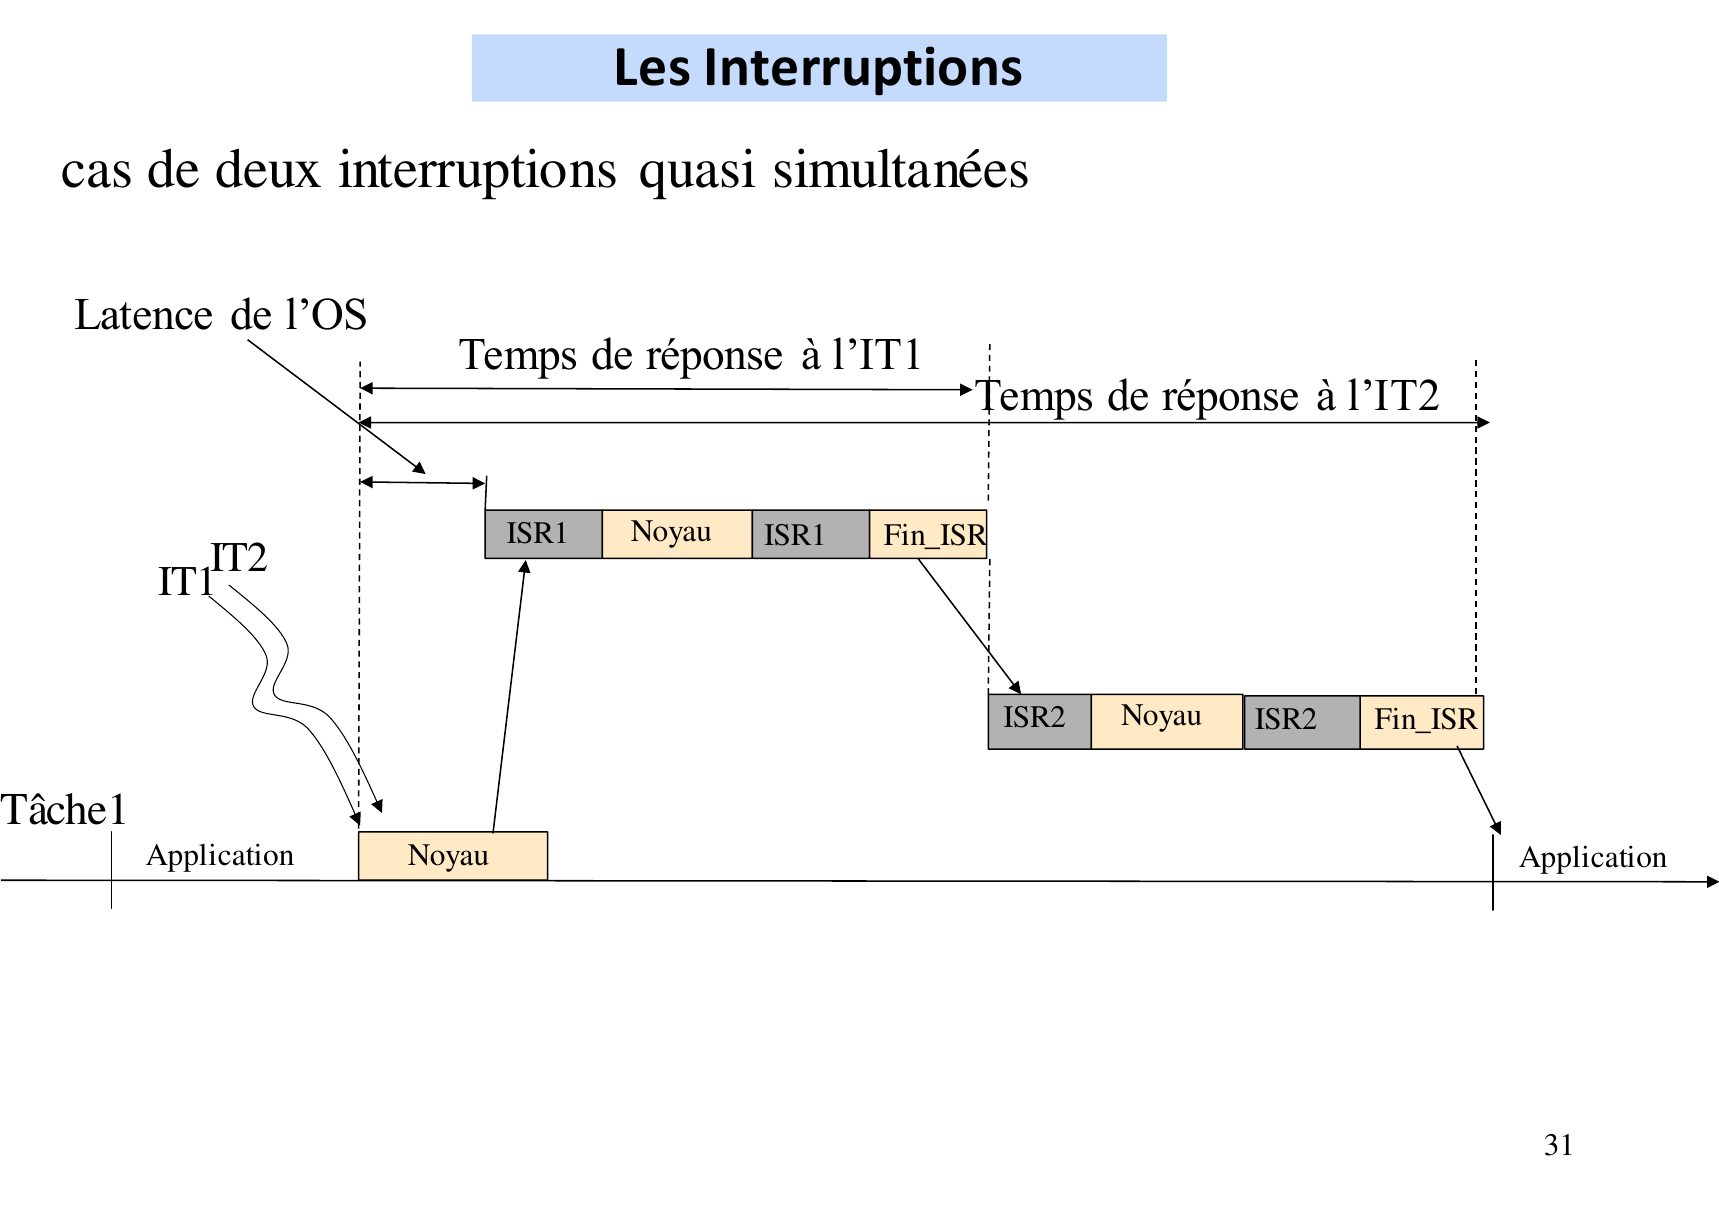 Les Interruptions
cas de deux interruptions quasi simultanées
Latence de l’OS
Temps de réponse à l’IT1
Temps de réponse à l’IT2
ISR1 Noyau ISR1 Fin_ISR
IT2
IT1
ISR2 Noyau ISR2 Fin_ISR
Tâche1
Application Noyau Application
31